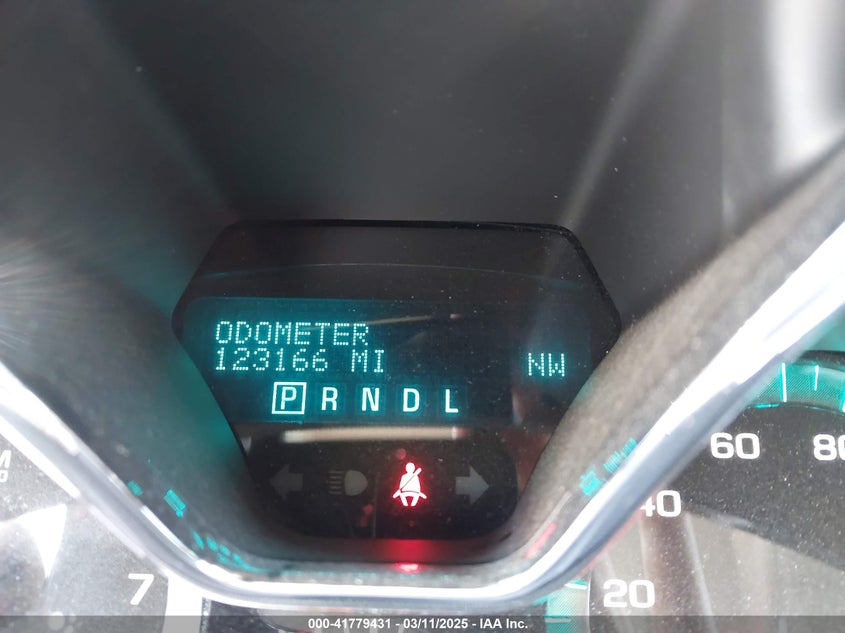 ODOMETER
123166 MI
NW
P R N D L
60
80
40
20
7
000-41779431 - 03/11/2025 - IAA Inc.